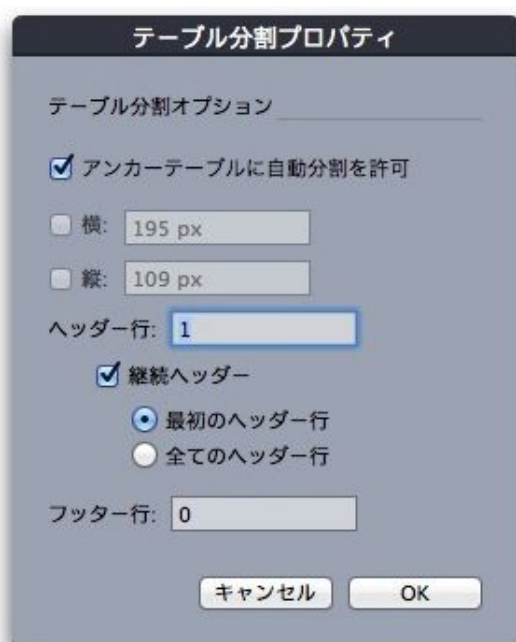 テーブル分割プロパティ
テーブル分割オプション
アンカーテーブルに自動分割を許可
横: 195 px
縦: 109 px
ヘッダー行: 1
継続ヘッダー
最初のヘッダー行
全てのヘッダー行
フッター行: 0
キャンセル OK